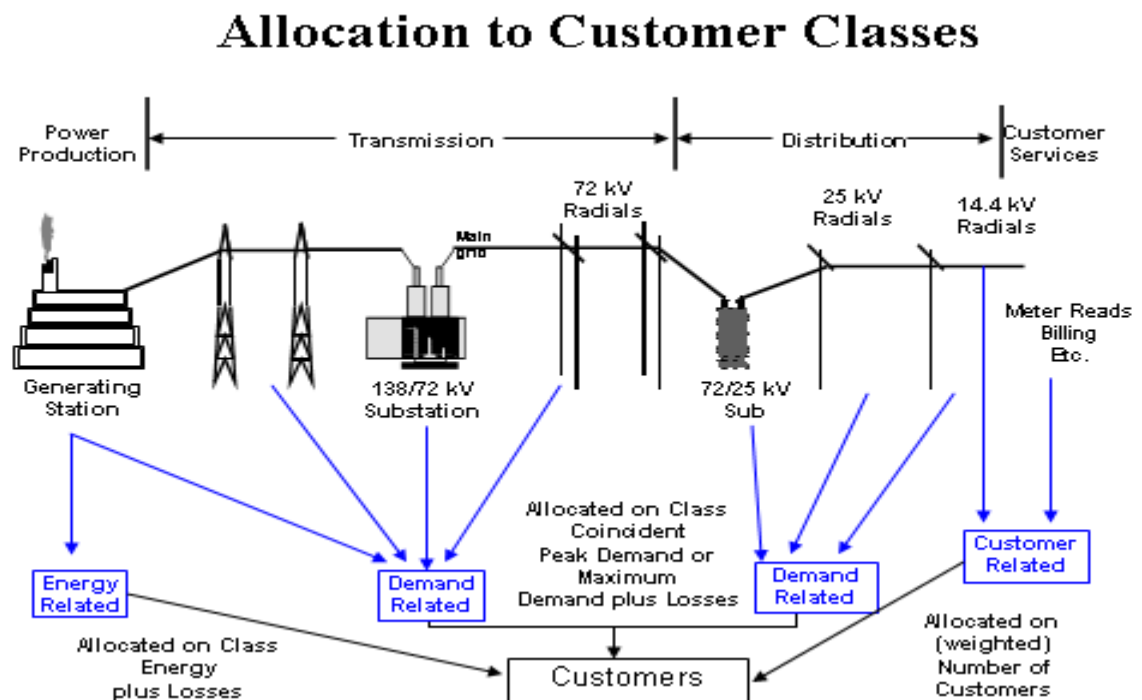 Allocation to Customer Classes
Power
Production
Transmission
Distribution
Customer
Services
72 kV
Radials
25 kV
Radials
14.4 kV
Radials
Main
grid
Meter Reads
Billing
Etc.
Generating
Station
138/72 kV
Substation
72/25 kV
Sub
Allocated on Class
Coincident
Peak Demand or
Maximum
Demand plus Losses
Energy
Related
Demand
Related
Demand
Related
Customer
Related
Allocated on Class
Energy
plus Losses
Customers
Allocated on
(weighted)
Number of
Customers